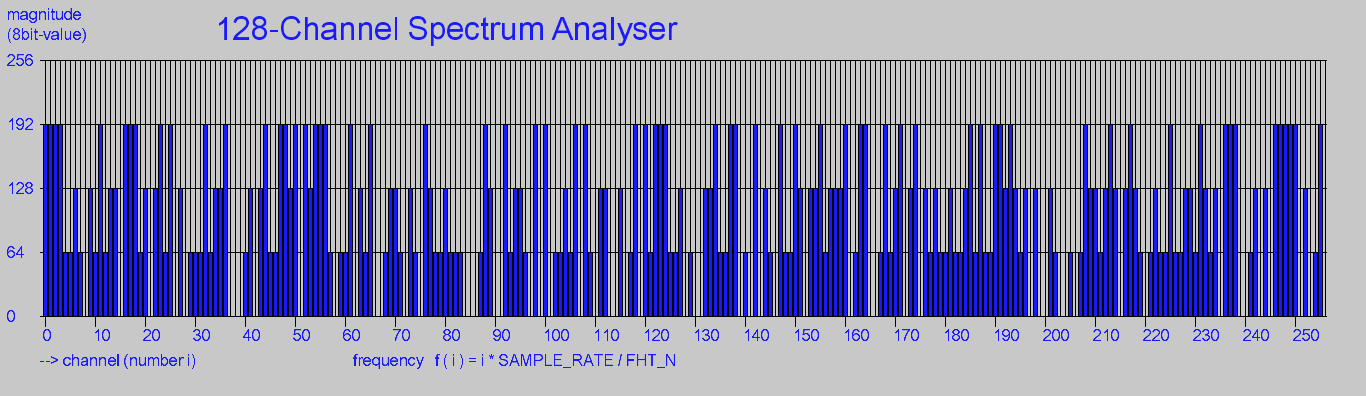 magnitude
(8bit-value)
128-Channel Spectrum Analyser
256
192
128
64
0
0 10 20 30 40 50 60 70 80 90 100 110 120 130 140 150 160 170 180 190 200 210 220 230 240 250
--> channel (number i)
frequency f ( i ) = i * SAMPLE_RATE / FHT_N